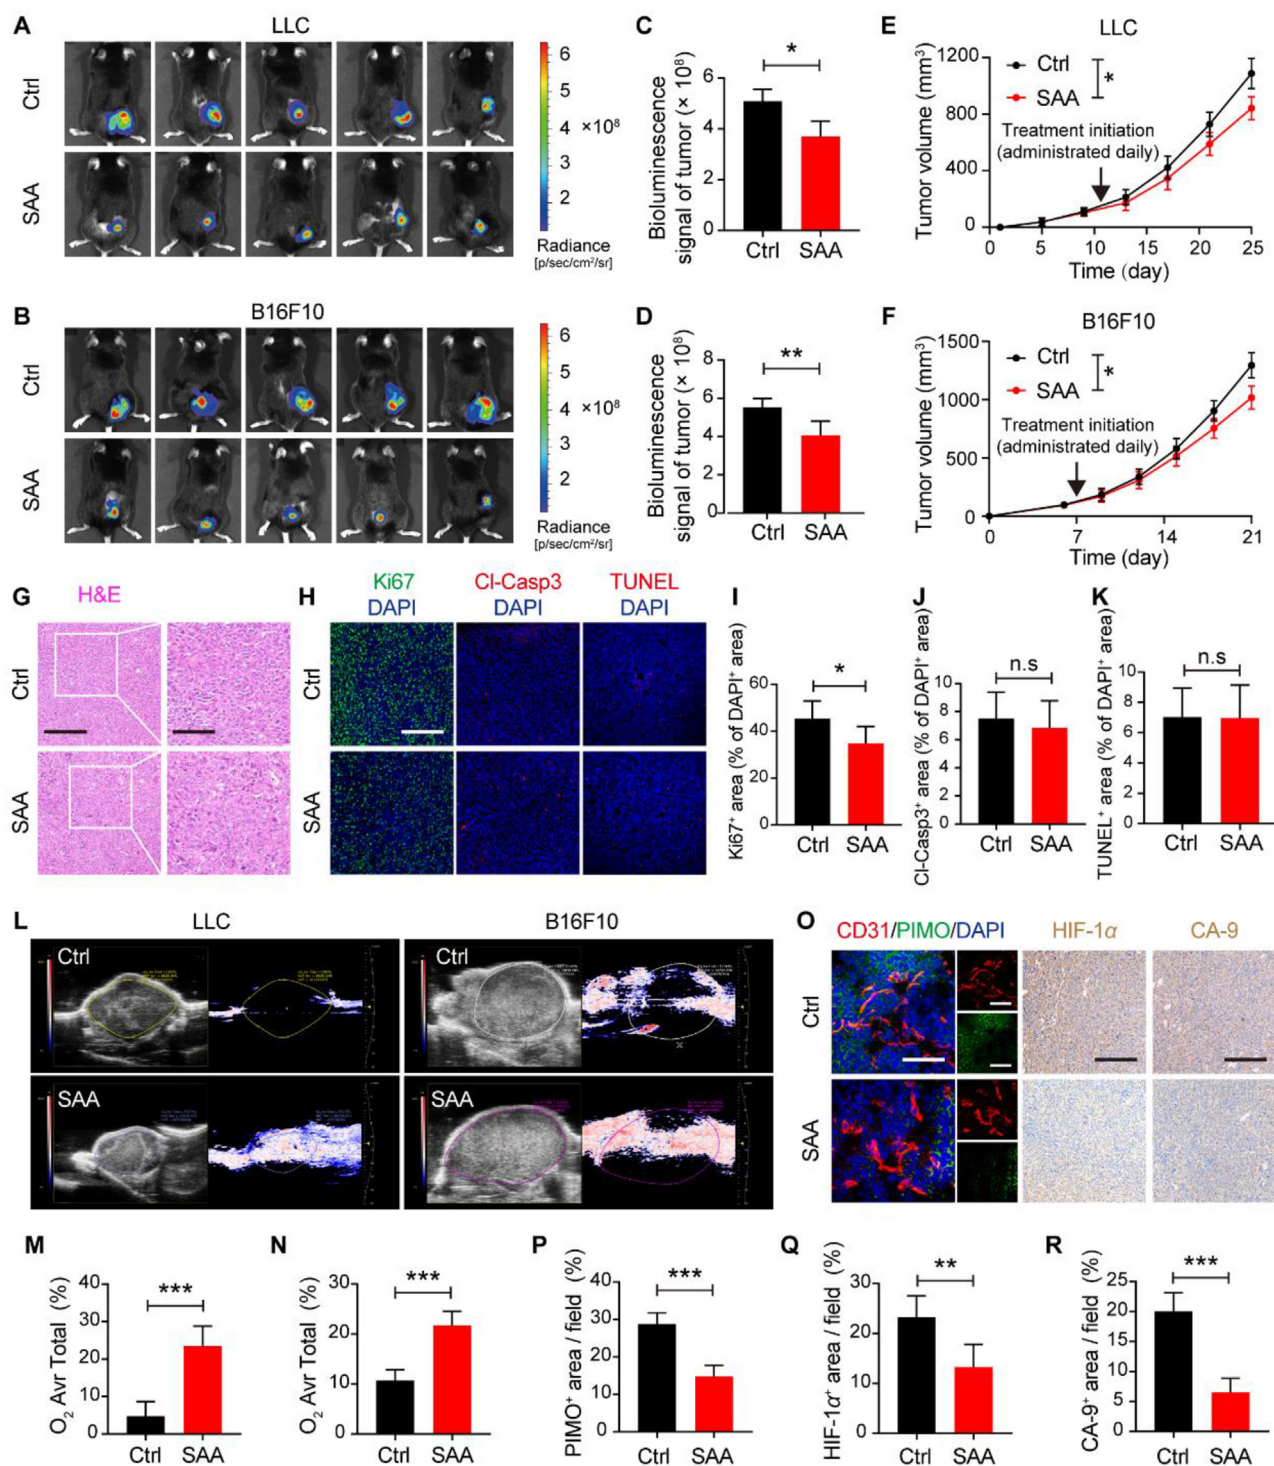 A
LLC
Ctrl
SAA
6
4
2
×10⁸
Radiance
[p/sec/cm²/sr]
C
Bioluminescence
signal of tumor (× 10⁸)
6
4
6
0
*
Ctrl
SAA
E
LLC
Tumor volume (mm³)
1200
800
400
0
Ctrl
SAA
*
Treatment initiation
(administrated daily)
0
5
10
15
20
25
Time (day)
B
B16F10
Ctrl
SAA
6
4
2
×10⁸
Radiance
[p/sec/cm²/sr]
D
Bioluminescence
signal of tumor (× 10⁸)
8
6
4
6
8
**
Ctrl
SAA
F
B16F10
Tumor volume (mm³)
1500
1000
500
0
Ctrl
SAA
*
Treatment initiation
(administrated daily)
0
7
14
21
Time (day)
G
H&E
Ctrl
SAA
H
Ki67
DAPI
Cl-Casp3
DAPI
TUNEL
DAPI
Ctrl
SAA
I
Ki67⁺ area (% of DAPI⁺ area)
60
40
20
0
*
Ctrl
SAA
J
Cl-Casp3⁺ area (% of DAPI⁺ area)
10
8
6
4
2
0
n.s
Ctrl
SAA
K
TUNEL⁺ area (% of DAPI⁺ area)
10
8
6
4
2
0
n.s
Ctrl
SAA
L
LLC
B16F10
Ctrl
Ctrl
SAA
SAA
O
CD31/PIMO/DAPI
HIF-1α
CA-9
Ctrl
SAA
M
O₂ Avr Total (%)
40
30
20
10
0
***
Ctrl
SAA
N
O₂ Avr Total (%)
30
20
10
0
***
Ctrl
SAA
P
PIMO⁺ area / field (%)
40
30
20
10
0
***
Ctrl
SAA
Q
HIF-1α⁺ area / field (%)
30
20
10
0
**
Ctrl
SAA
R
CA-9⁺ area / field (%)
25
20
15
10
5
0
***
Ctrl
SAA